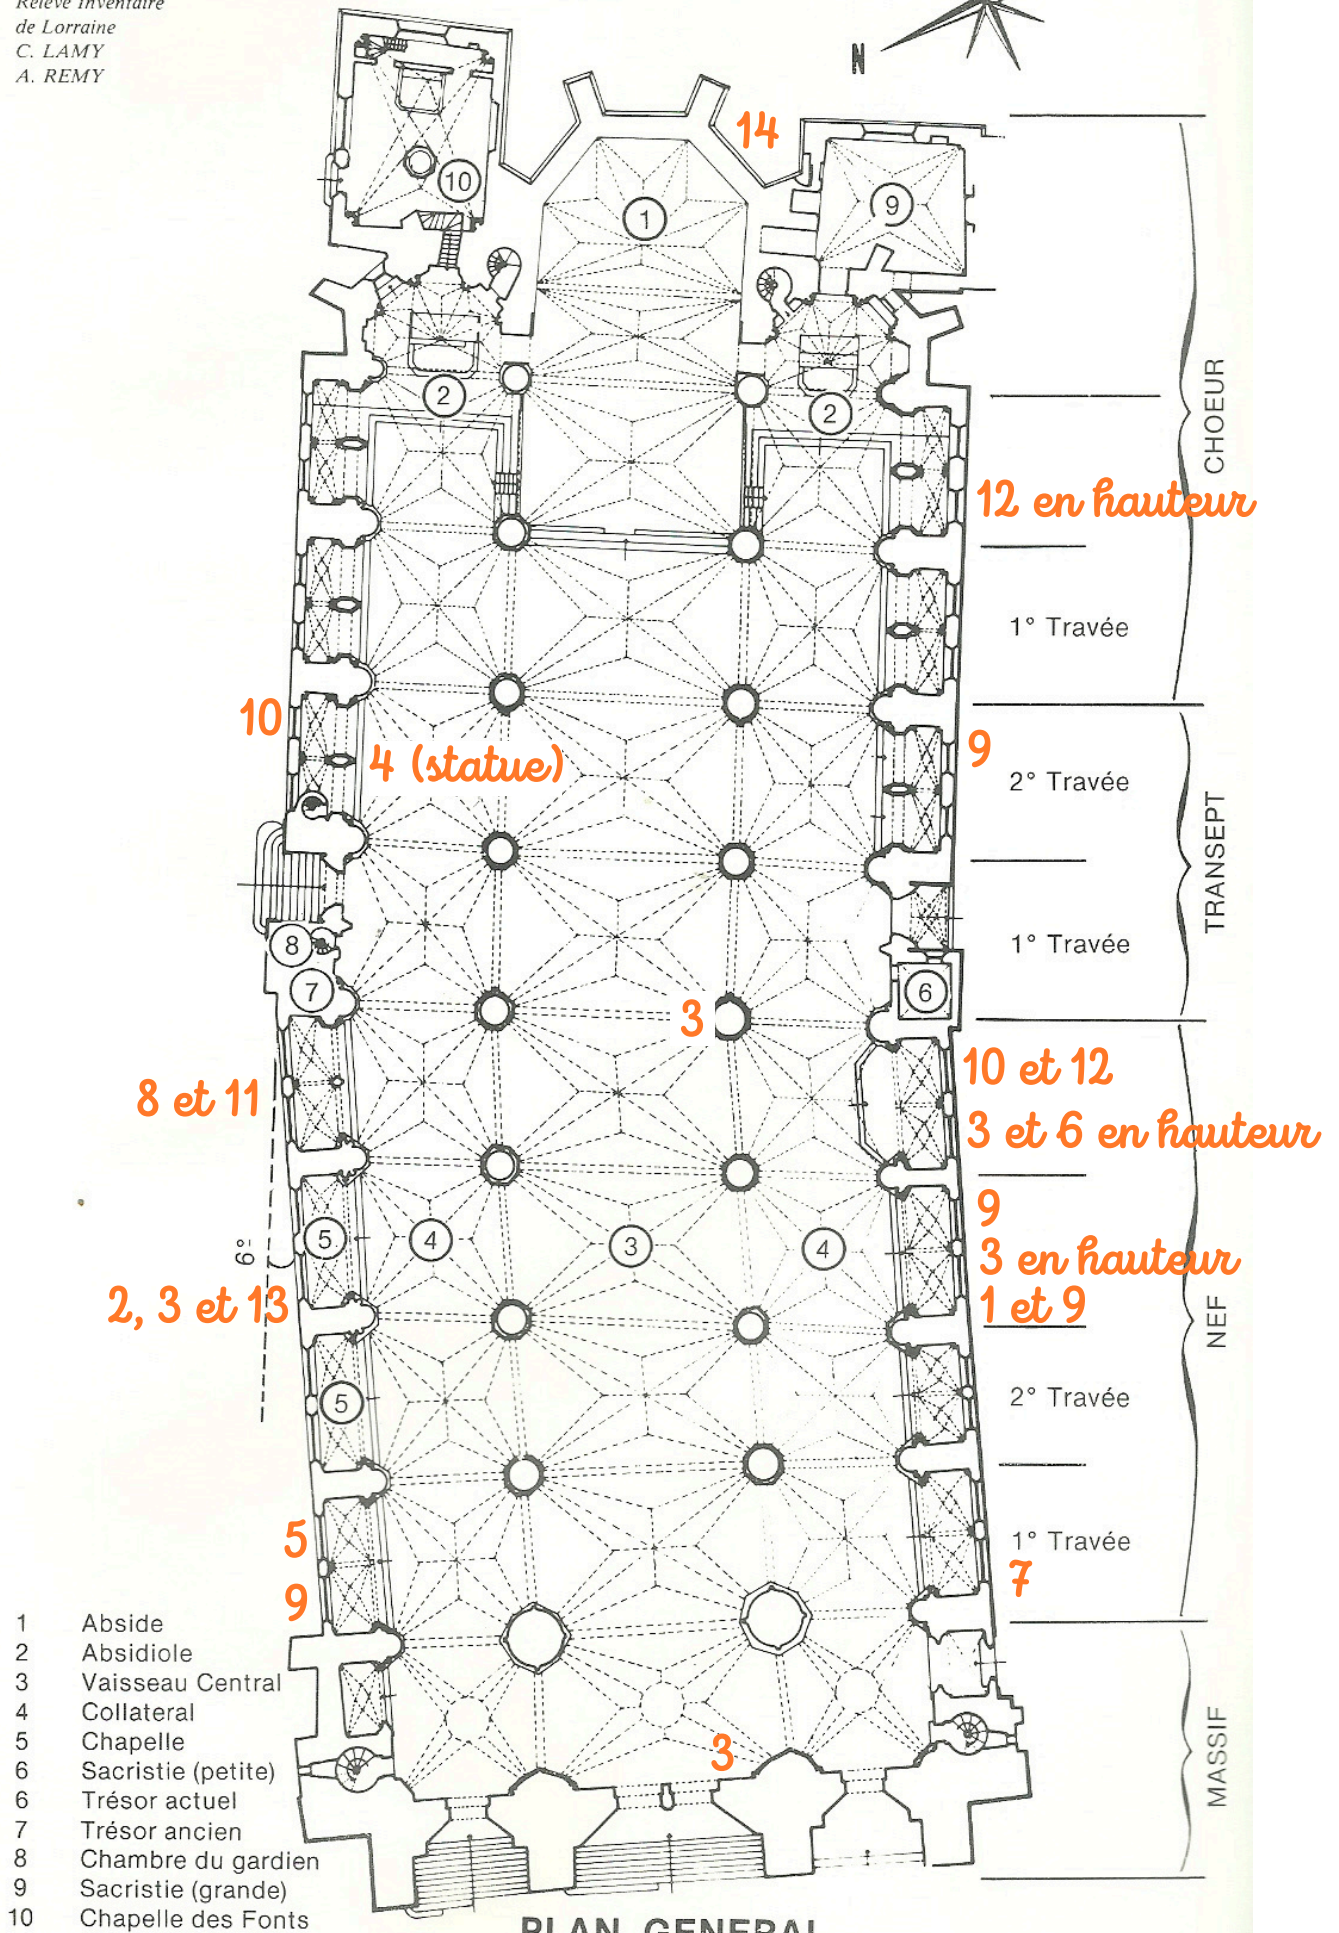 Relevé Inventaire
de Lorraine
C. LAMY
A. REMY
N
14
10
1
9
2
2
CHOEUR
12 en hauteur
1° Travée
10
4 (statue)
9
2° Travée
TRANSEPT
8
7
6
1° Travée
3
8 et 11
10 et 12
3 et 6 en hauteur
6°
5
4
3
4
9
3 en hauteur
2, 3 et 13
1 et 9
NEF
5
2° Travée
5
9
1° Travée
7
3
MASSIF
1 Abside
2 Absidiole
3 Vaisseau Central
4 Collateral
5 Chapelle
6 Sacristie (petite)
6 Trésor actuel
7 Trésor ancien
8 Chambre du gardien
9 Sacristie (grande)
10 Chapelle des Fonts
PLAN GENERAL